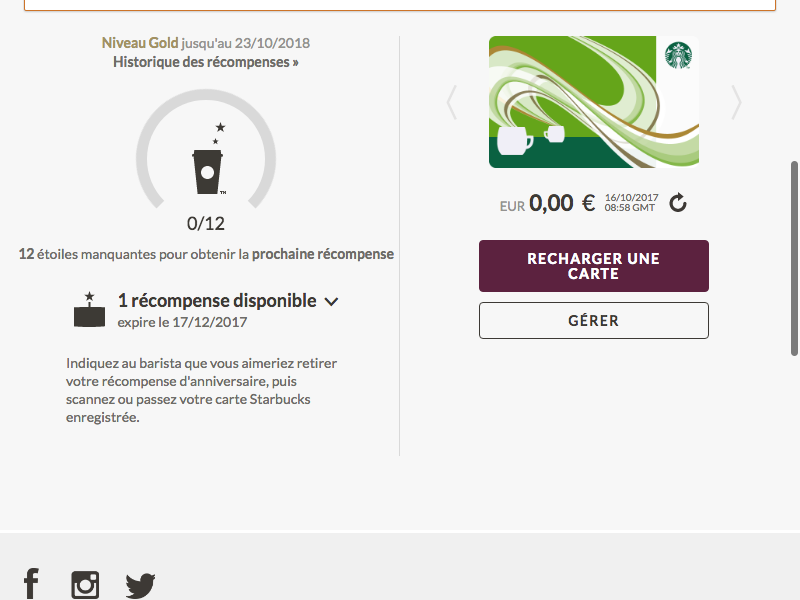 Niveau Gold jusqu'au 23/10/2018
Historique des récompenses »
0/12
12 étoiles manquantes pour obtenir la prochaine récompense
1 récompense disponible
expire le 17/12/2017
Indiquez au barista que vous aimeriez retirer
votre récompense d'anniversaire, puis
scannez ou passez votre carte Starbucks
enregistrée.
EUR 0,00 €
16/10/2017
08:58 GMT
RECHARGER UNE
CARTE
GÉRER